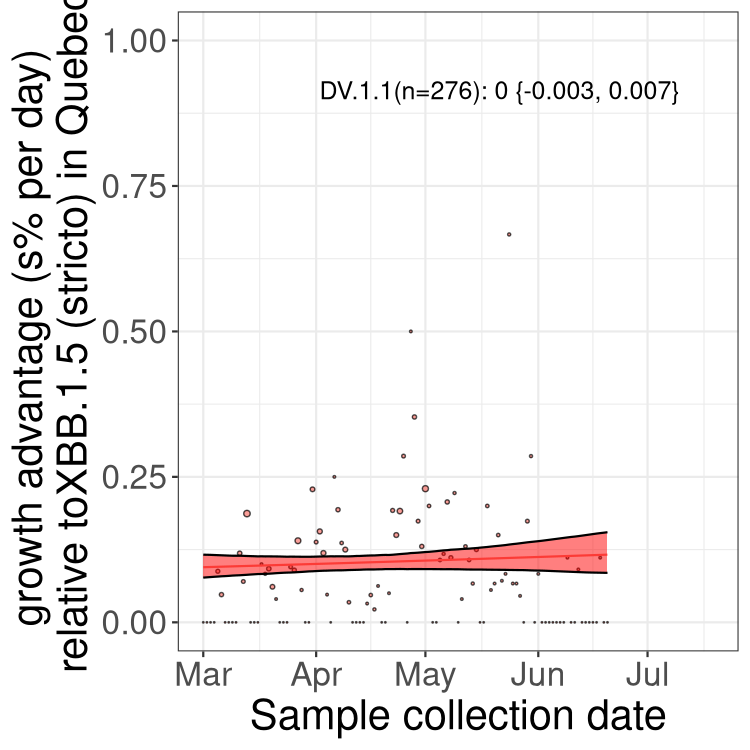 growth advantage (s% per day)
relative toXBB.1.5 (stricto) in Quebec
1.00
0.75
0.50
0.25
0.00
DV.1.1(n=276): 0 {-0.003, 0.007}
Mar Apr May Jun Jul
Sample collection date